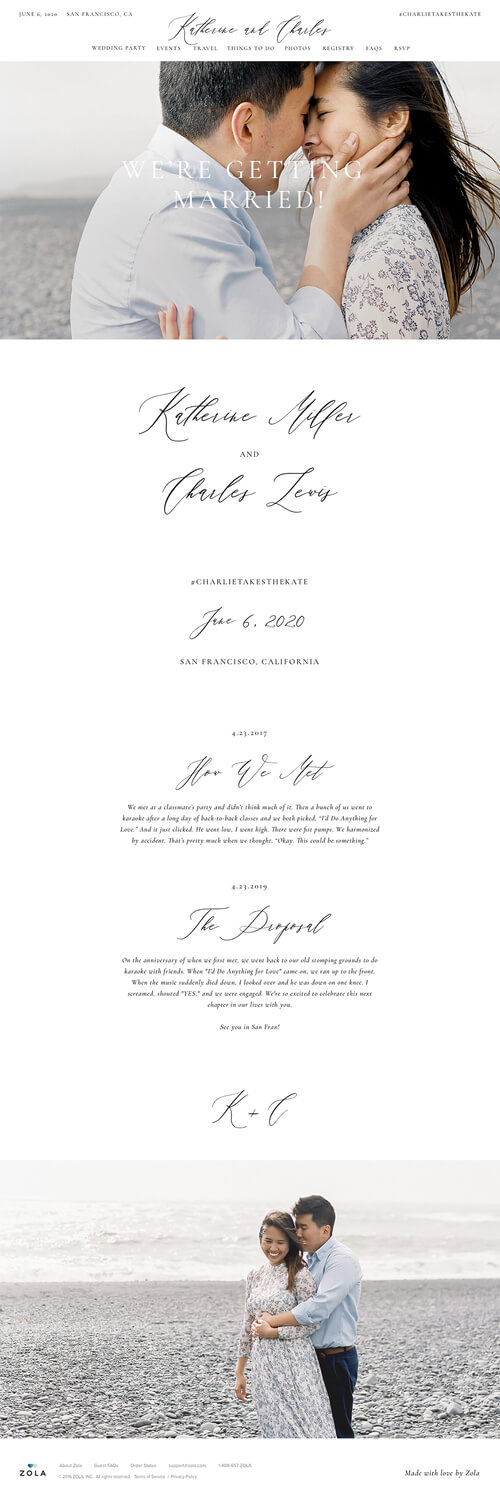 JUNE 6, 2020 SAN FRANCISCO, CA
Katherine and Charles
#CHARLIETAKESTHEKATE
WEDDING PARTY EVENTS TRAVEL THINGS TO DO PHOTOS REGISTRY FAQS RSVP
WE'RE GETTING
MARRIED!
Katherine Miller
AND
Charles Lewis
#CHARLIETAKESTHEKATE
June 6, 2020
SAN FRANCISCO, CALIFORNIA
4.23.2017
How We Met
We met at a classmate's party and didn't think much of it. Then a bunch of us went to
karaoke after a long day of back-to-back classes and we both picked, "I'd Do Anything for
Love." And it just clicked. He went low, I went high. There were fist pumps. We harmonized
by accident. That's pretty much when we thought, "Okay. This could be something."
4.23.2019
The Proposal
On the anniversary of when we first met, we went back to our old stomping grounds to do
karaoke with friends. When "I'd Do Anything for Love" came on, we ran up to the front.
When the music suddenly died down, I looked over and he was down on one knee. I
screamed, shouted "YES," and we were engaged. We're so excited to celebrate this next
chapter in our lives with you.
See you in San Fran!
K + C
ZOLA
About Zola Guest FAQs Order Status support@zola.com 1-408-657-ZOLA
© 2016 ZOLA, INC. All rights reserved. Terms of Service / Privacy Policy
Made with love by Zola